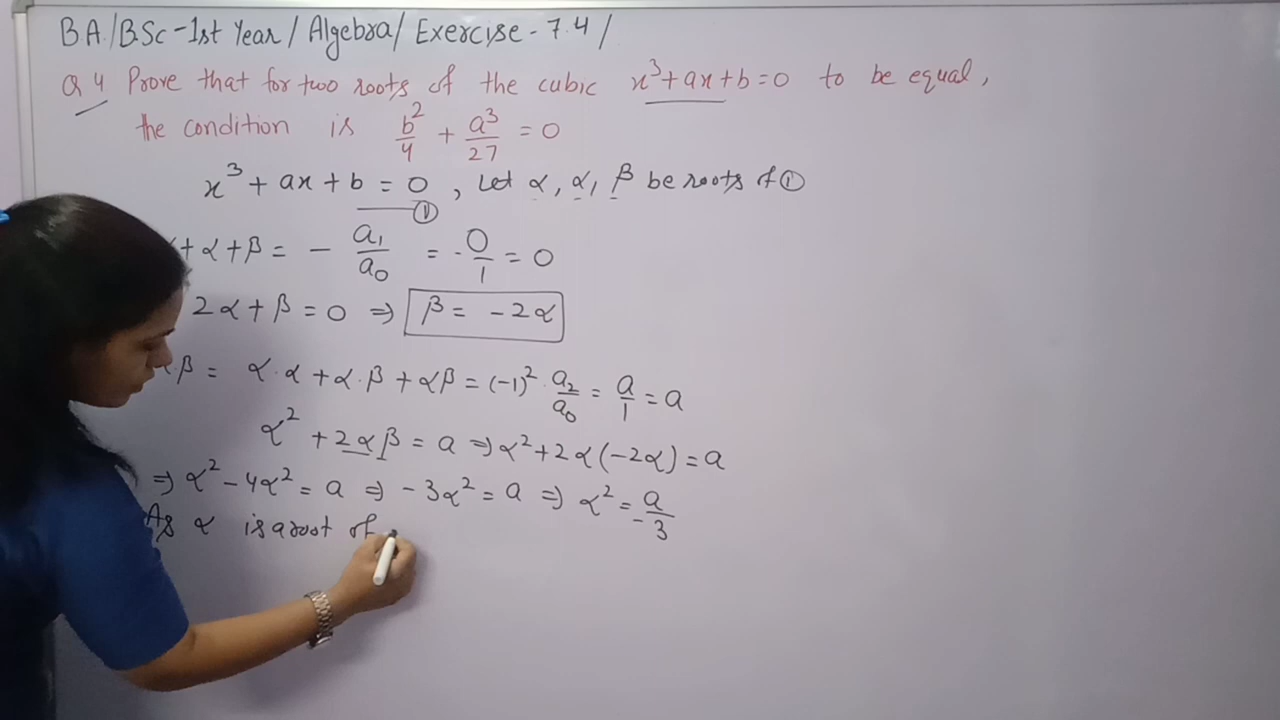 BA/BSc-1st Year/ Algebra/ Exercise-7.4/
Q 4 Prove that for two roots of the cubic x³+ax+b=0 to be equal,
the condition is b²/4 + a³/27 = 0
x³ + ax + b = 0 , Let α, α, β be roots of ①
①
+ α + β = - a₁/a₀ = -0/1 = 0
2α + β = 0 ⇒ β = -2α
β = α.α + α.β + αβ = (-1)² . a₂/a₀ = a/1 = a
α² + 2αβ = a ⇒ α² + 2α(-2α) = a
⇒ α² - 4α² = a ⇒ -3α² = a ⇒ α² = a/-3
As α is a root of